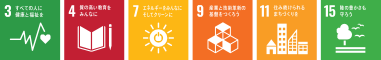 3 すべての人に
健康と福祉を
4 質の高い教育を
みんなに
7 エネルギーをみんなに
そしてクリーンに
9 産業と技術革新の
基盤をつくろう
11 住み続けられる
まちづくりを
15 陸の豊かさも
守ろう